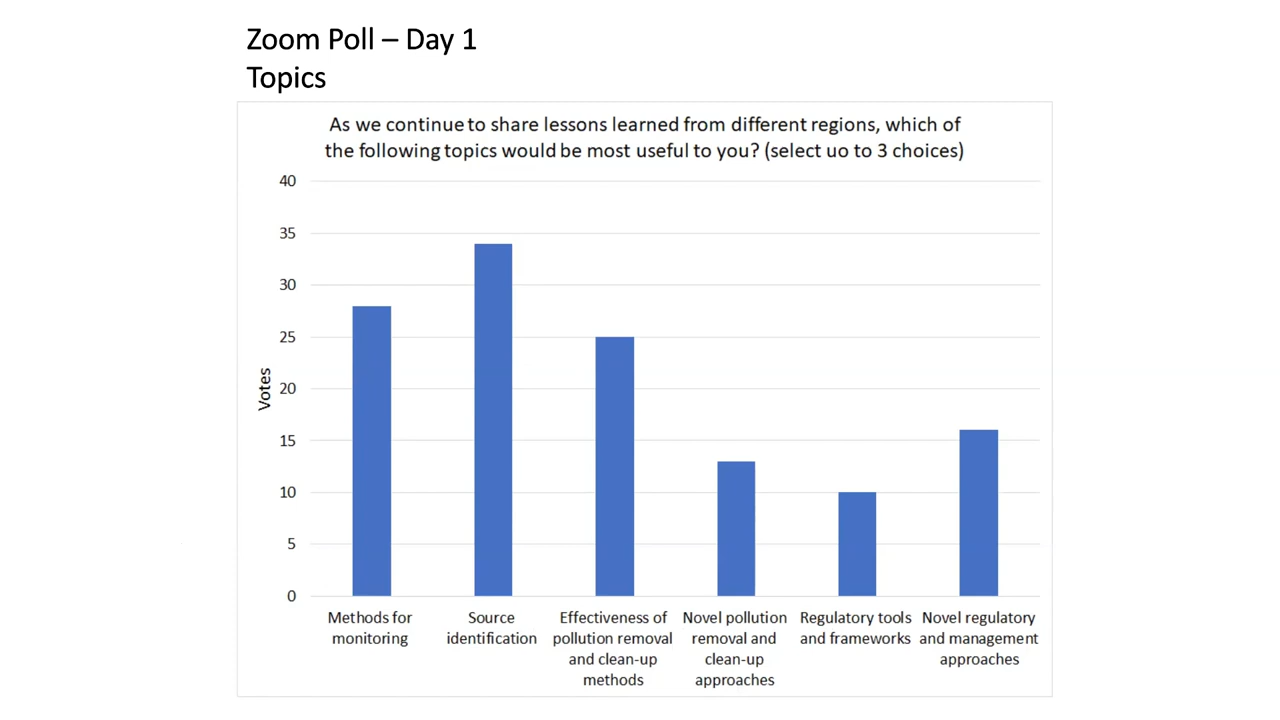 Zoom Poll – Day 1
Topics
As we continue to share lessons learned from different regions, which of
the following topics would be most useful to you? (select uo to 3 choices)
40
35
30
25
20
15
10
5
0
Votes
Methods for
monitoring
Source
identification
Effectiveness of
pollution removal
and clean-up
methods
Novel pollution
removal and
clean-up
approaches
Regulatory tools
and frameworks
Novel regulatory
and management
approaches